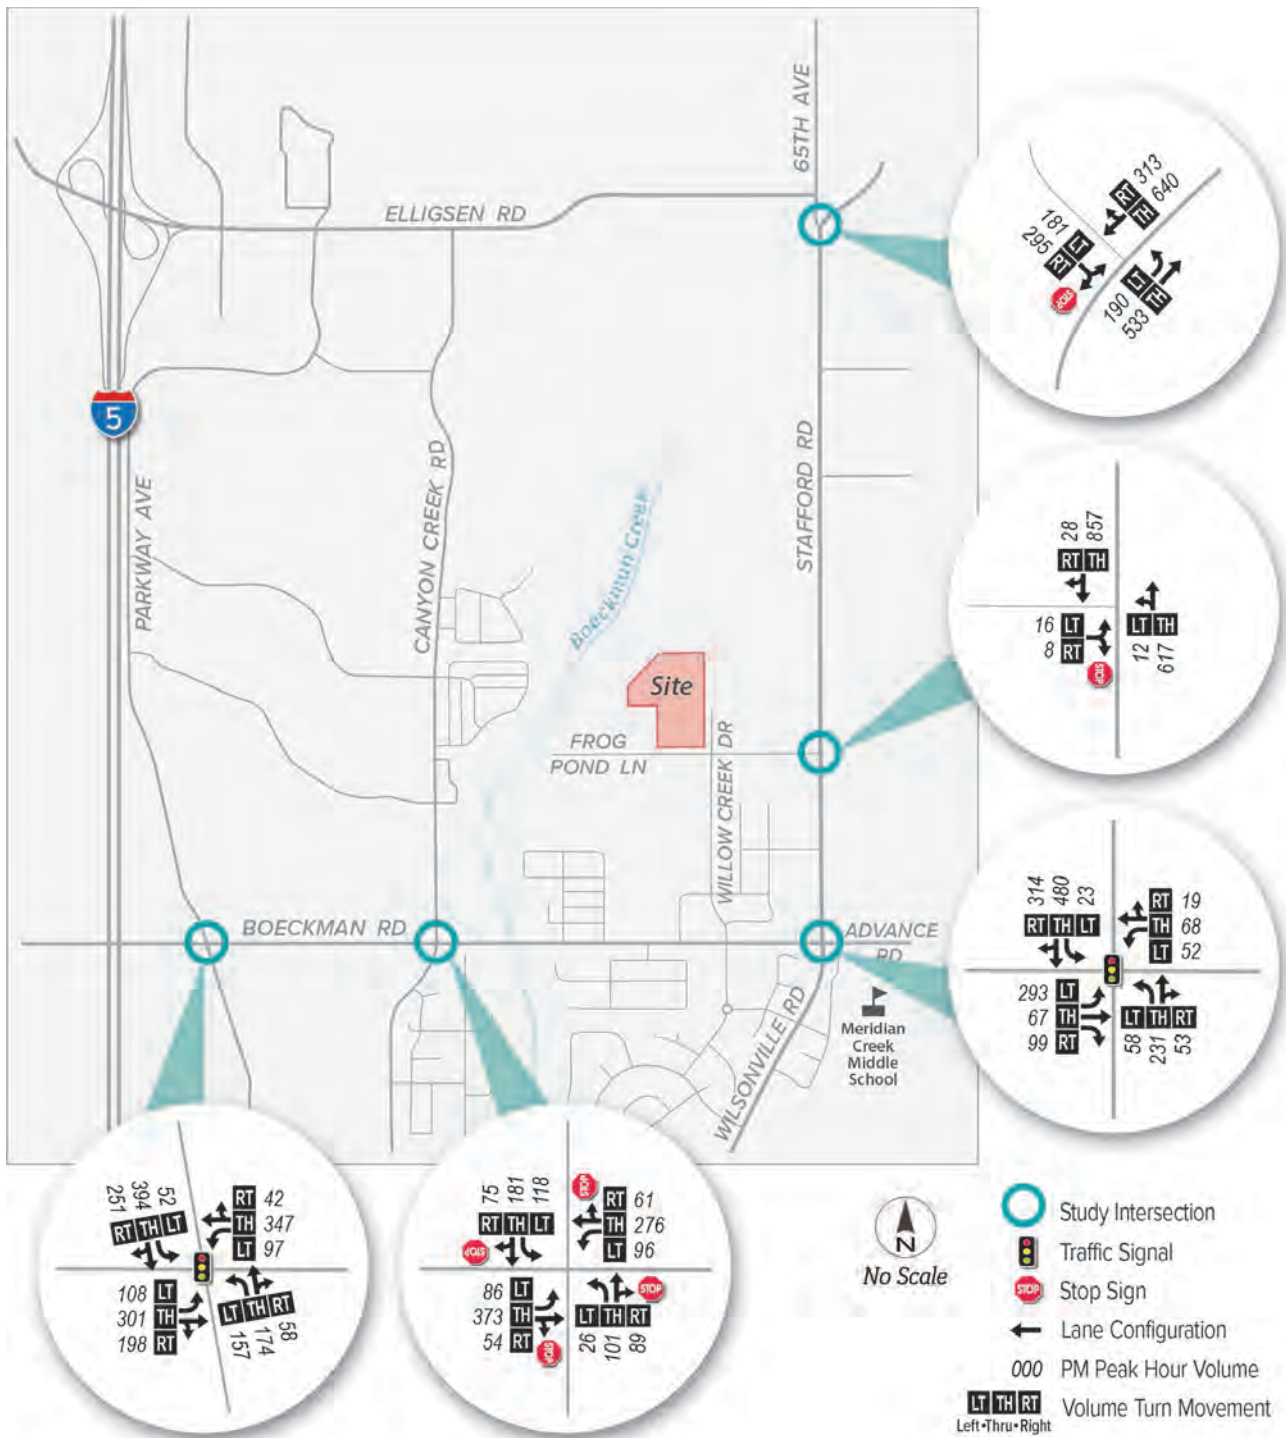 65TH AVE
ELLIGSEN RD
5
PARKWAY AVE
CANYON CREEK RD
Boeckman Creek
STAFFORD RD
Site
FROG
POND LN
WILLOW CREEK DR
BOECKMAN RD
ADVANCE
RD
WILSONVILLE RD
Meridian
Creek
Middle
School
RT TH
313
640
181 LT
295 RT
STOP
LT TH
190
533
28
857
RT TH
16 LT
8 RT
STOP
LT TH
12
617
314
480
23
RT TH LT
RT 19
TH 68
LT 52
293 LT
67 TH
99 RT
LT TH RT
58
231
53
251
394
52
RT TH LT
RT 42
TH 347
LT 97
108 LT
301 TH
198 RT
LT TH RT
157
174
58
75
181
118
RT TH LT
STOP
STOP
RT 61
TH 276
LT 96
86 LT
373 TH
54 RT
STOP
STOP
LT TH RT
26
101
89
N
No Scale
Study Intersection
Traffic Signal
STOP Stop Sign
Lane Configuration
000 PM Peak Hour Volume
LT TH RT Volume Turn Movement
Left•Thru•Right